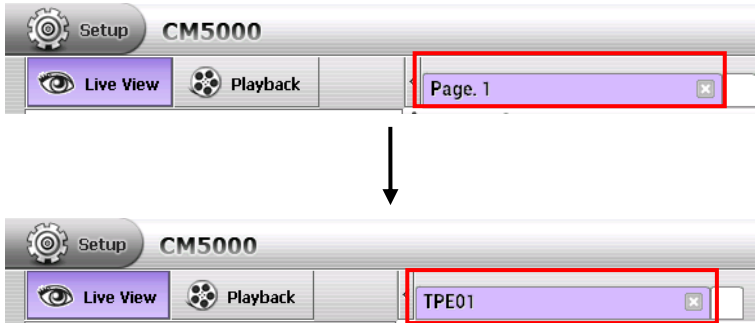 Setup CM5000
Live View Playback Page. 1
Setup CM5000
Live View Playback TPE01